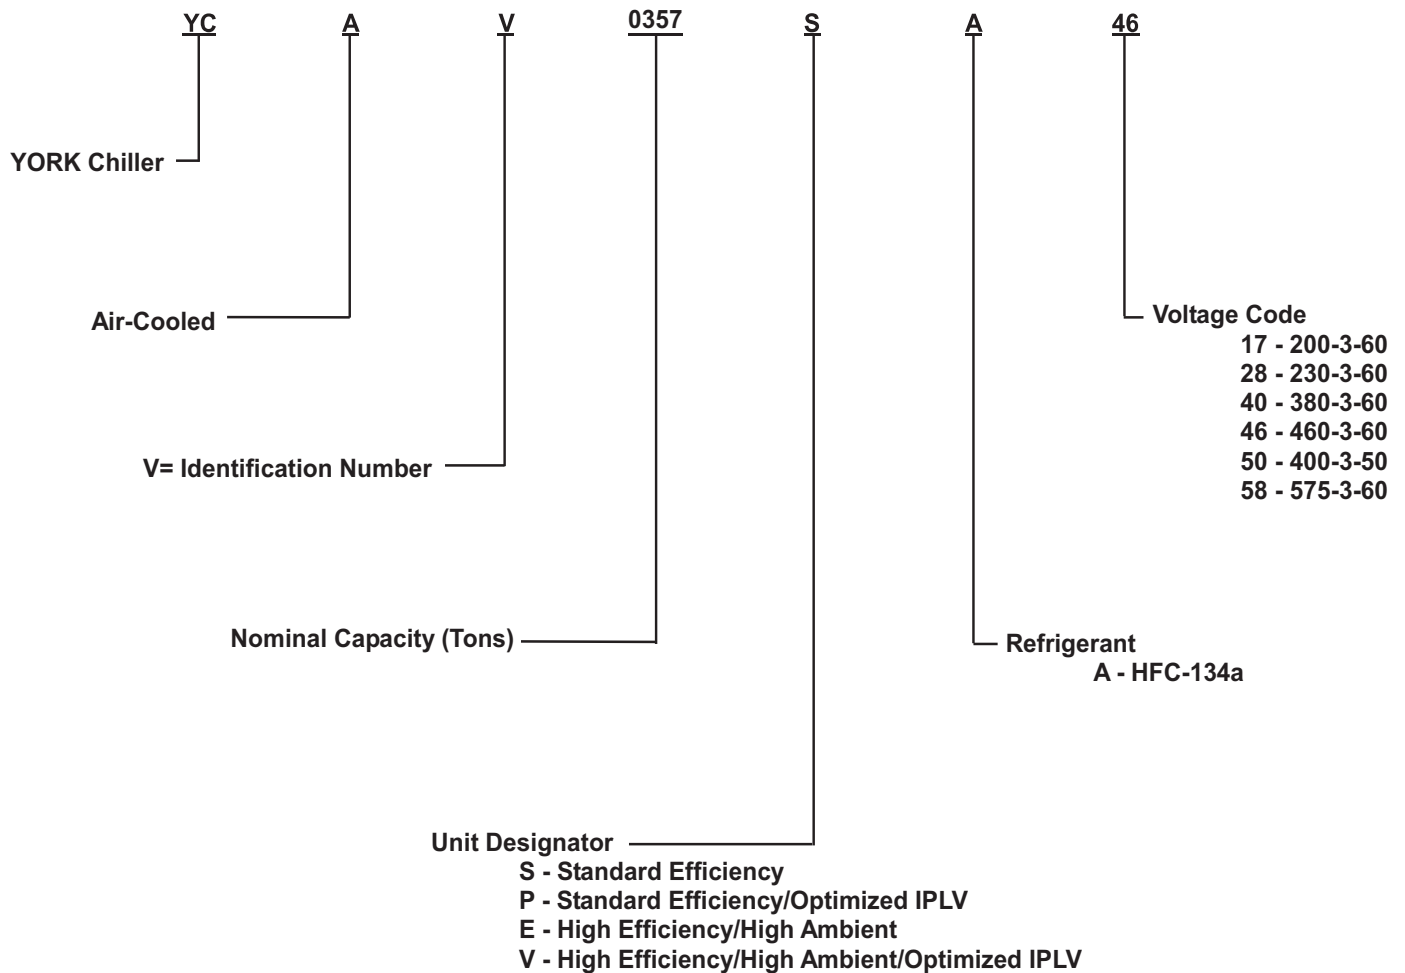 YC A V 0357 S A 46
YORK Chiller
Air-Cooled
V= Identification Number
Nominal Capacity (Tons)
Unit Designator
S - Standard Efficiency
P - Standard Efficiency/Optimized IPLV
E - High Efficiency/High Ambient
V - High Efficiency/High Ambient/Optimized IPLV
Refrigerant
A - HFC-134a
Voltage Code
17 - 200-3-60
28 - 230-3-60
40 - 380-3-60
46 - 460-3-60
50 - 400-3-50
58 - 575-3-60